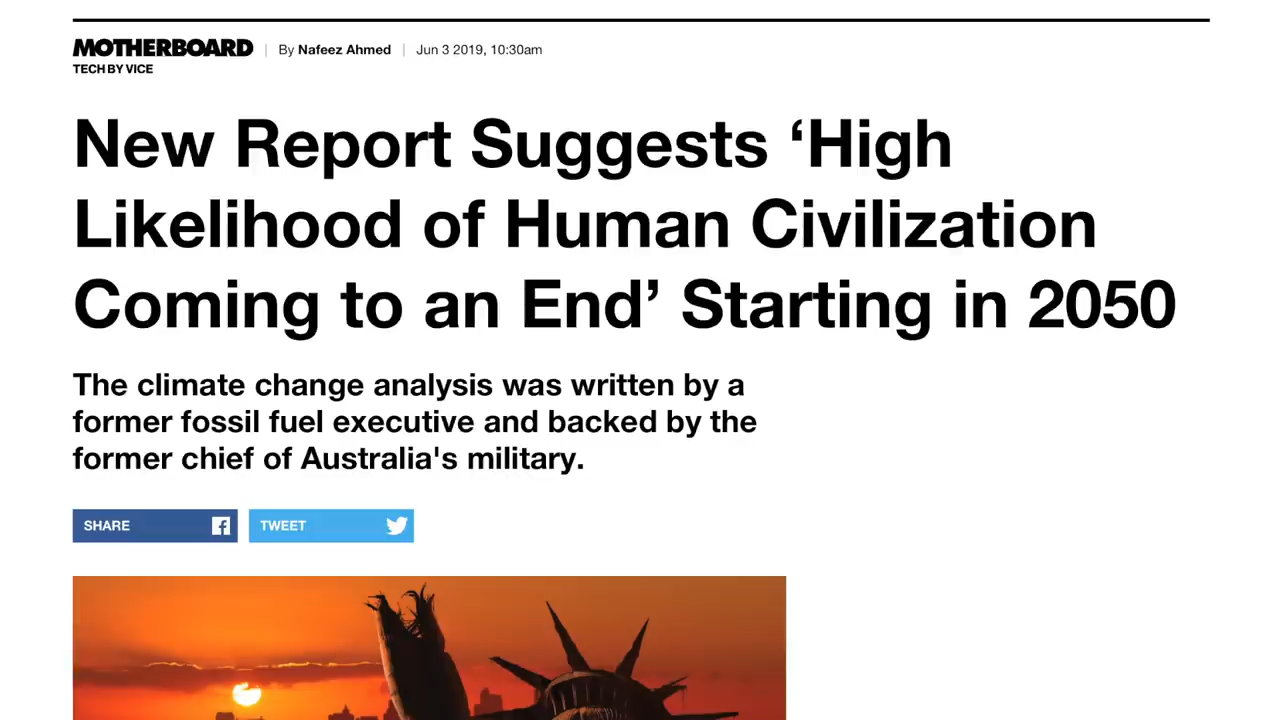 MOTHERBOARD | By Nafeez Ahmed | Jun 3 2019, 10:30am
TECH BY VICE
New Report Suggests ‘High
Likelihood of Human Civilization
Coming to an End’ Starting in 2050
The climate change analysis was written by a
former fossil fuel executive and backed by the
former chief of Australia's military.
SHARE
TWEET